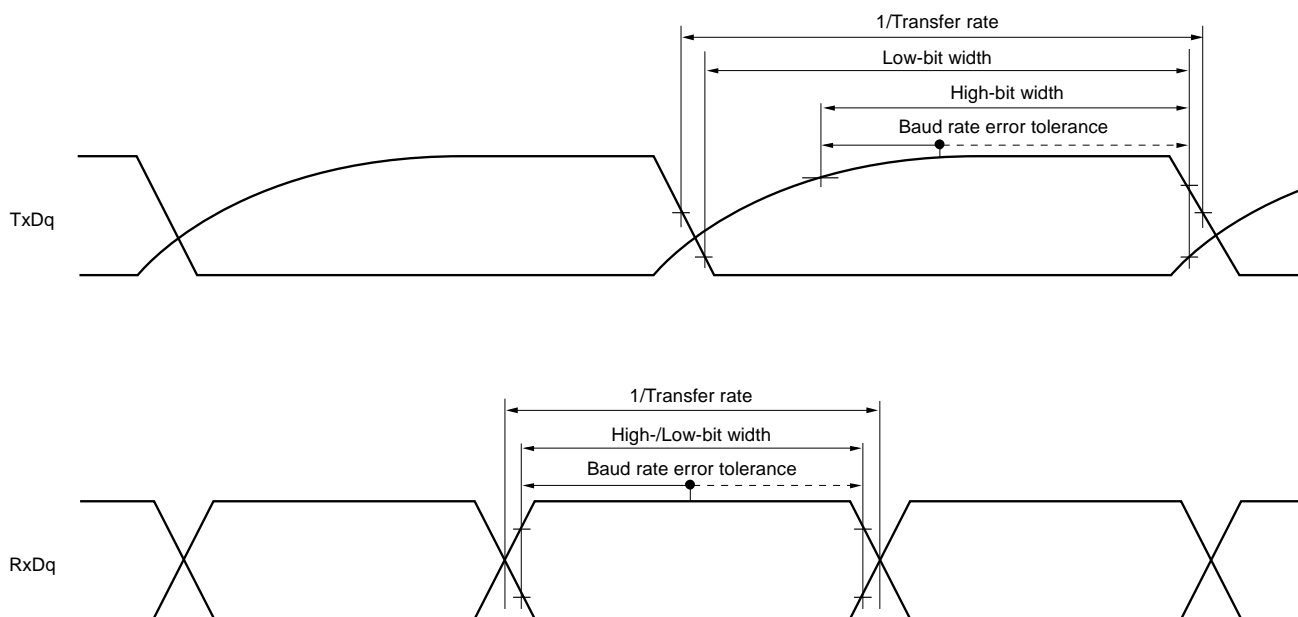 1/Transfer rate
Low-bit width
High-bit width
Baud rate error tolerance
TxDq
1/Transfer rate
High-/Low-bit width
Baud rate error tolerance
RxDq